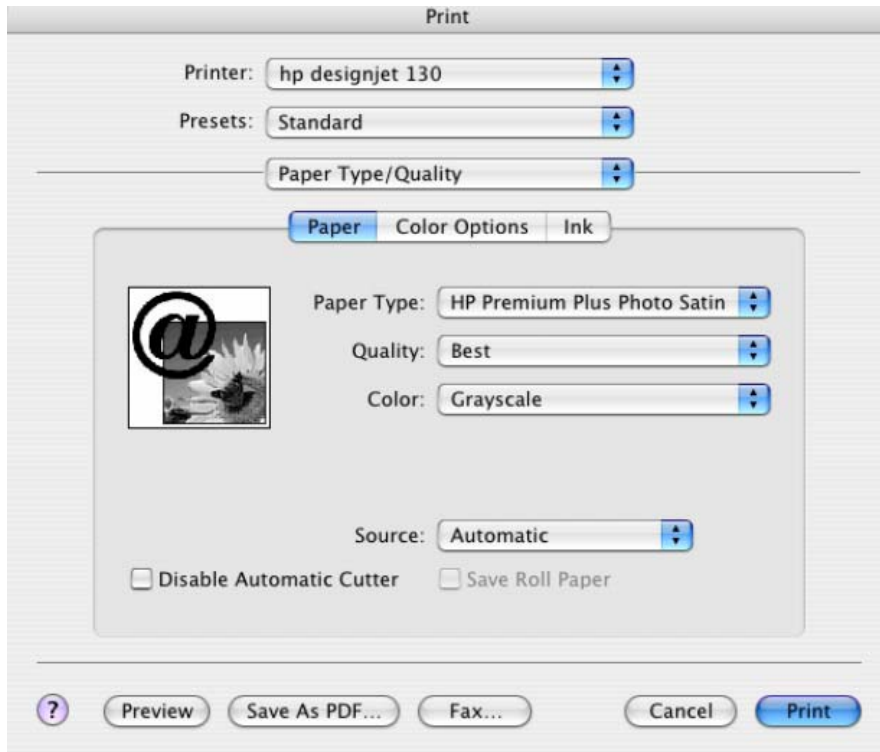 Print
Printer: hp designjet 130
Presets: Standard
Paper Type/Quality
Paper Color Options Ink
@
Paper Type: HP Premium Plus Photo Satin
Quality: Best
Color: Grayscale
Source: Automatic
Disable Automatic Cutter Save Roll Paper
? Preview Save As PDF... Fax... Cancel Print